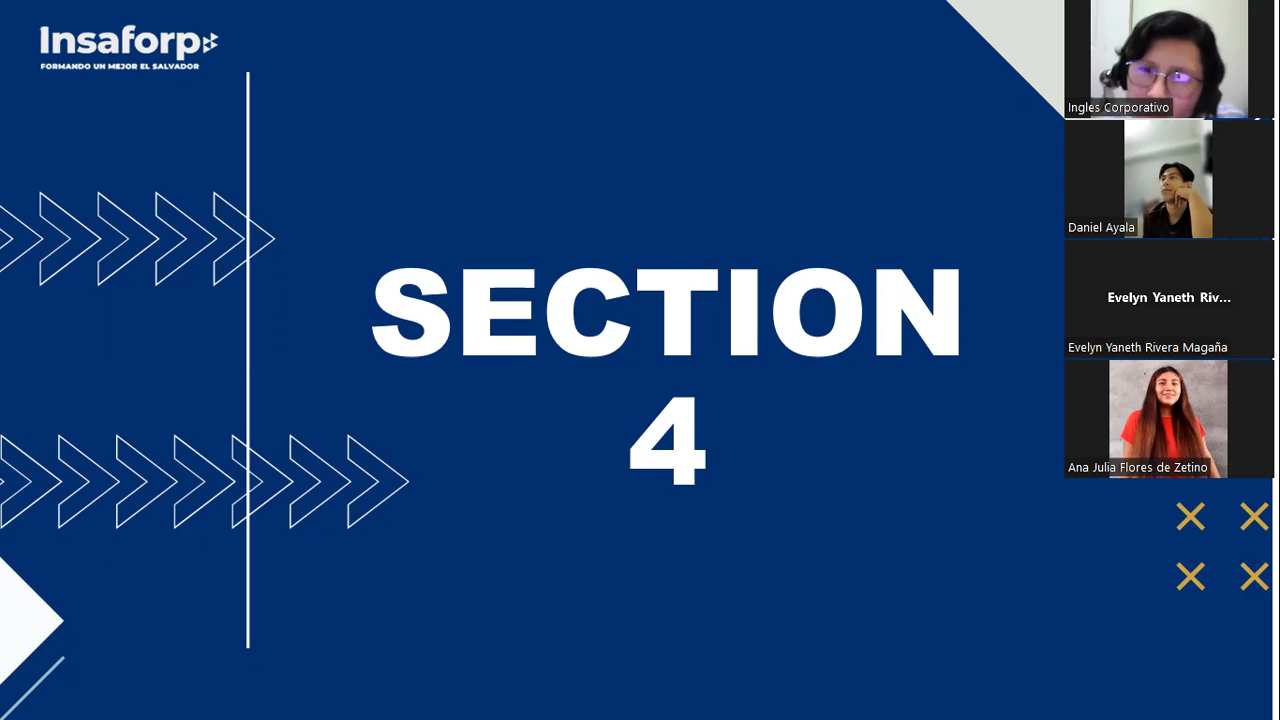 Insaforp
FORMANDO UN MEJOR EL SALVADOR
SECTION
4
Ingles Corporativo
Daniel Ayala
Evelyn Yaneth Riv...
Evelyn Yaneth Rivera Magaña
Ana Julia Flores de Zetino